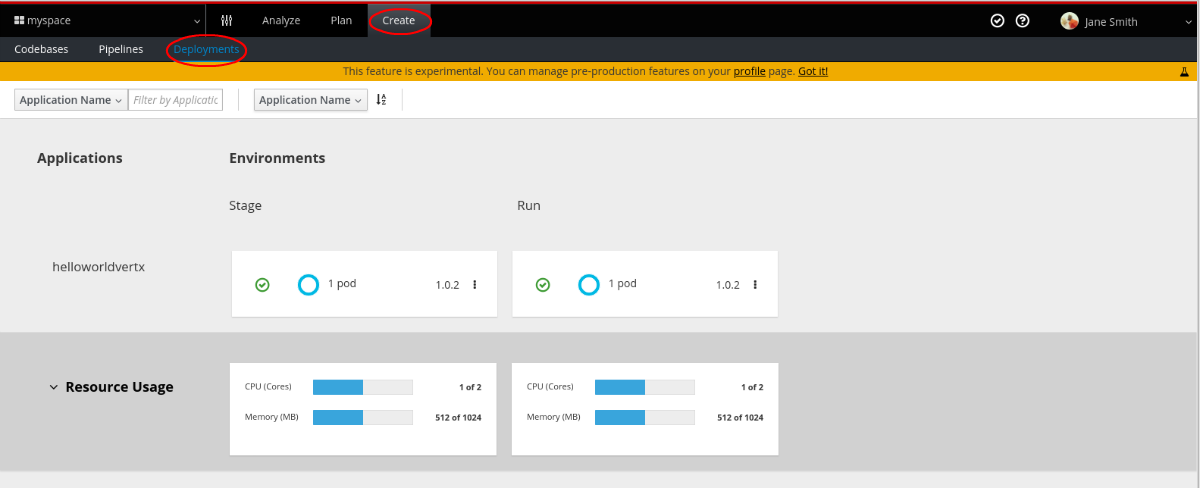 myspace Analyze Plan Create Jane Smith
Codebases Pipelines Deployments
This feature is experimental. You can manage pre-production features on your profile page. Got it!
Application Name Filter by Applicatic Application Name
Applications Environments
Stage Run
helloworldvertx 1 pod 1.0.2 1 pod 1.0.2
Resource Usage
CPU (Cores) 1 of 2 CPU (Cores) 1 of 2
Memory (MB) 512 of 1024 Memory (MB) 512 of 1024